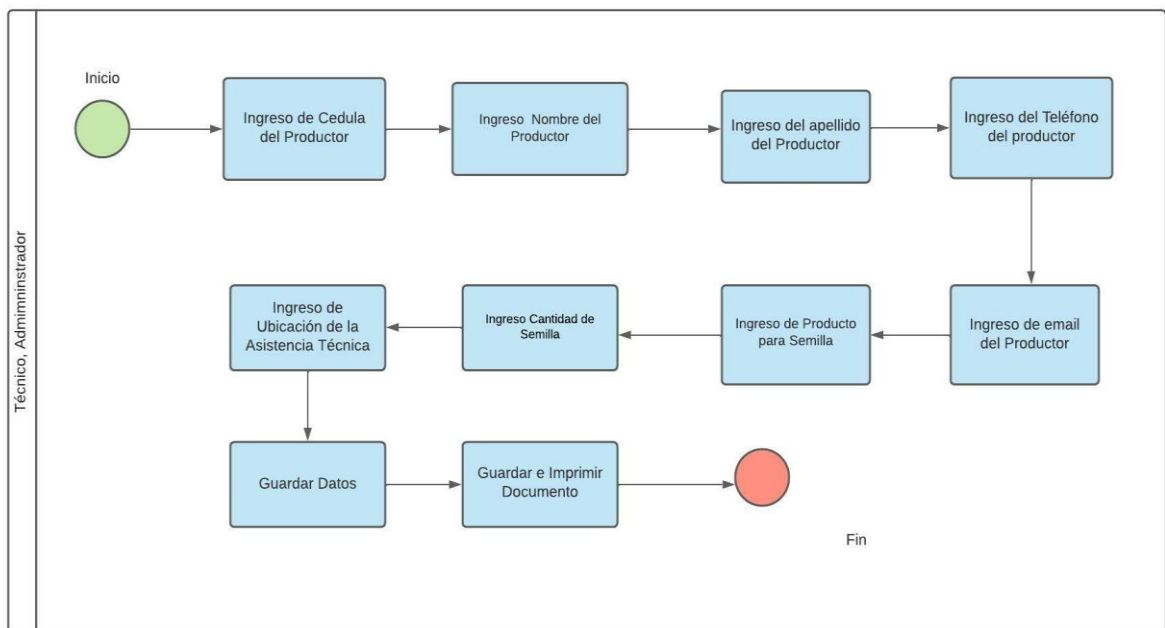 Técnico, Admimninstrador
Inicio
Ingreso de Cedula
del Productor
Ingreso Nombre del
Productor
Ingreso del apellido
del Productor
Ingreso del Teléfono
del productor
Ingreso de email
del Productor
Ingreso de Producto
para Semilla
Ingreso Cantidad de
Semilla
Ingreso de
Ubicación de la
Asistencia Técnica
Guardar Datos
Guardar e Imprimir
Documento
Fin